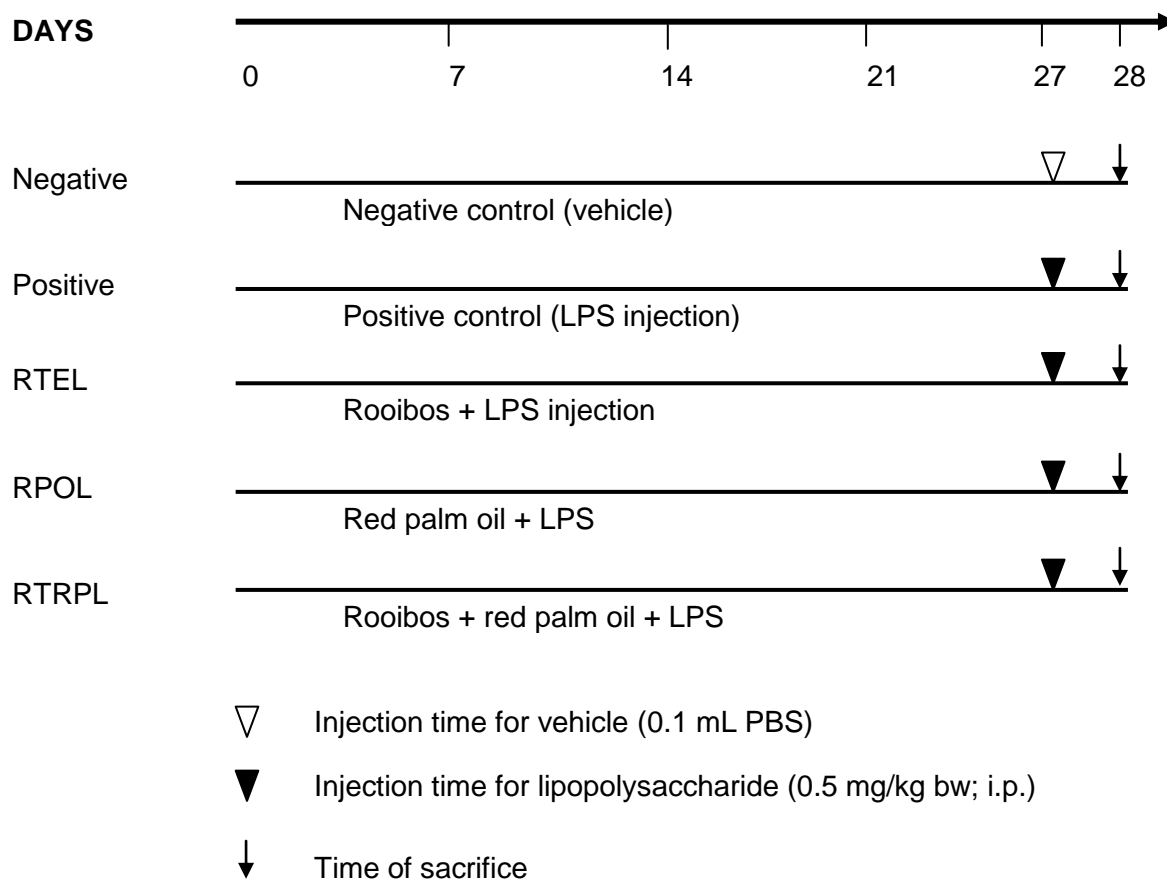 DAYS
0 7 14 21 27 28
Negative
Negative control (vehicle)
Positive
Positive control (LPS injection)
RTEL
Rooibos + LPS injection
RPOL
Red palm oil + LPS
RTRPL
Rooibos + red palm oil + LPS
Injection time for vehicle (0.1 mL PBS)
Injection time for lipopolysaccharide (0.5 mg/kg bw; i.p.)
Time of sacrifice